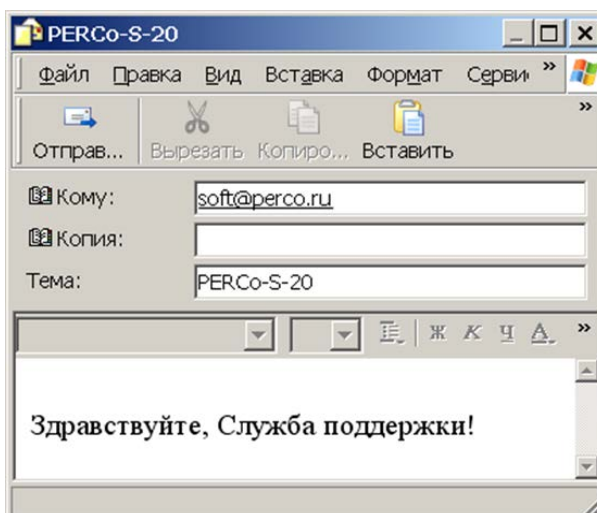 PERCo-S-20
Файл Правка Вид Вставка Формат Серви »
Отправ... Вырезать Копиро... Вставить »
Кому: soft@perco.ru
Копия:
Тема: PERCo-S-20
Ж К Ч А »
Здравствуйте, Служба поддержки!